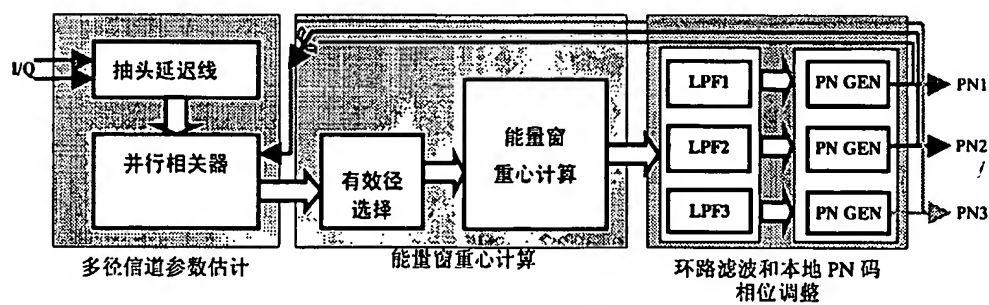 I/Q
抽头延迟线
并行相关器
有效径
选择
能量窗
重心计算
LPF1
PN GEN
PN1
LPF2
PN GEN
PN2
LPF3
PN GEN
PN3
多径信道参数估计
能量窗重心计算
环路滤波和本地 PN 码
相位调整